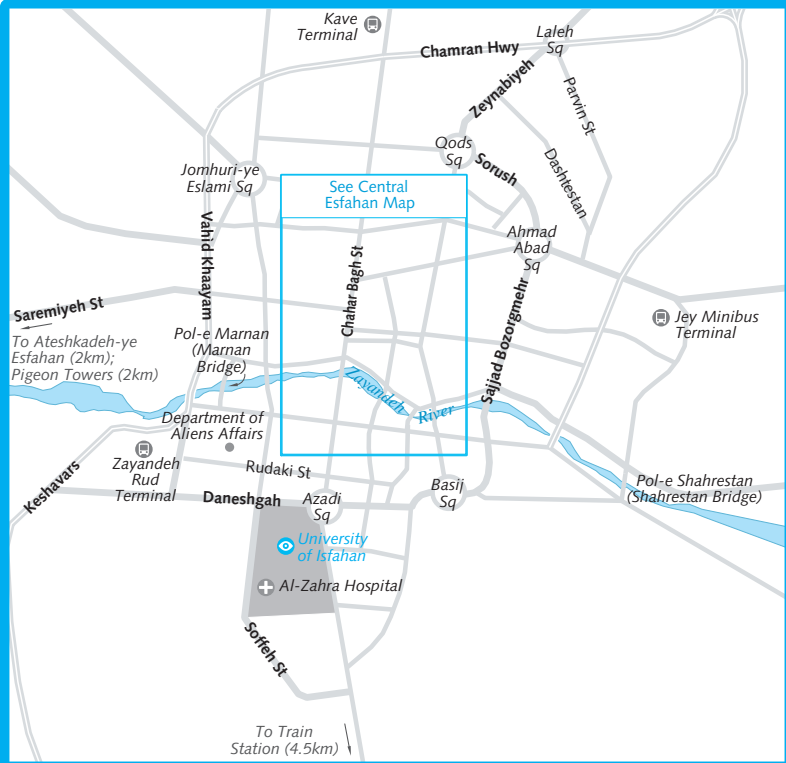 Kave
Terminal
Laleh
Sq
Chamran Hwy
Zeynabiyeh
Parvin St
Qods
Sq
Sorush
Dashtestan
Jomhuri-ye
Eslami Sq
See Central
Esfahan Map
Vahid Khaayam
Ahmad
Abad
Sq
Chahar Bagh St
Sajjad Bozorgmehr
Saremiyeh St
To Ateshkadeh-ye
Esfahan (2km);
Pigeon Towers (2km)
Pol-e Marnan
(Marnan
Bridge)
Jey Minibus
Terminal
Zayandeh River
Department of
Aliens Affairs
Zayandeh
Rud
Terminal
Rudaki St
Keshavars
Daneshgah
Azadi
Sq
Basij
Sq
Pol-e Shahrestan
(Shahrestan Bridge)
University
of Isfahan
Al-Zahra Hospital
Soffeh St
To Train
Station (4.5km)